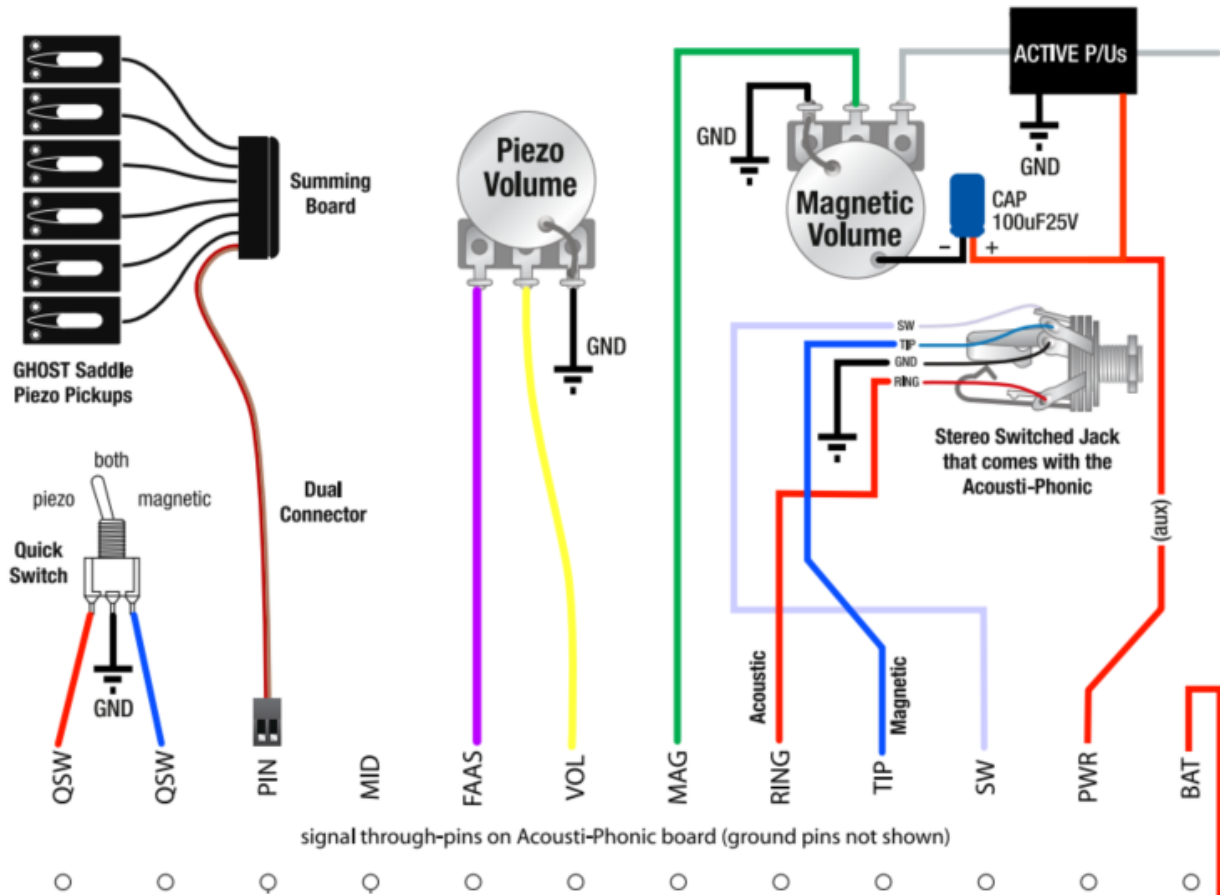 ACTIVE P/Us
GND
GND
Piezo
Volume
Summing
Board
Magnetic
Volume
CAP
100uF25V
–
+
GHOST Saddle
Piezo Pickups
GND
SW
TIP
GND
RING
Stereo Switched Jack
that comes with the
Acousti-Phonic
both
piezo
magnetic
Quick
Switch
Dual
Connector
(aux)
GND
Acoustic
Magnetic
QSW
QSW
PIN
MID
FAAS
VOL
MAG
RING
TIP
SW
PWR
BAT
signal through-pins on Acousti-Phonic board (ground pins not shown)